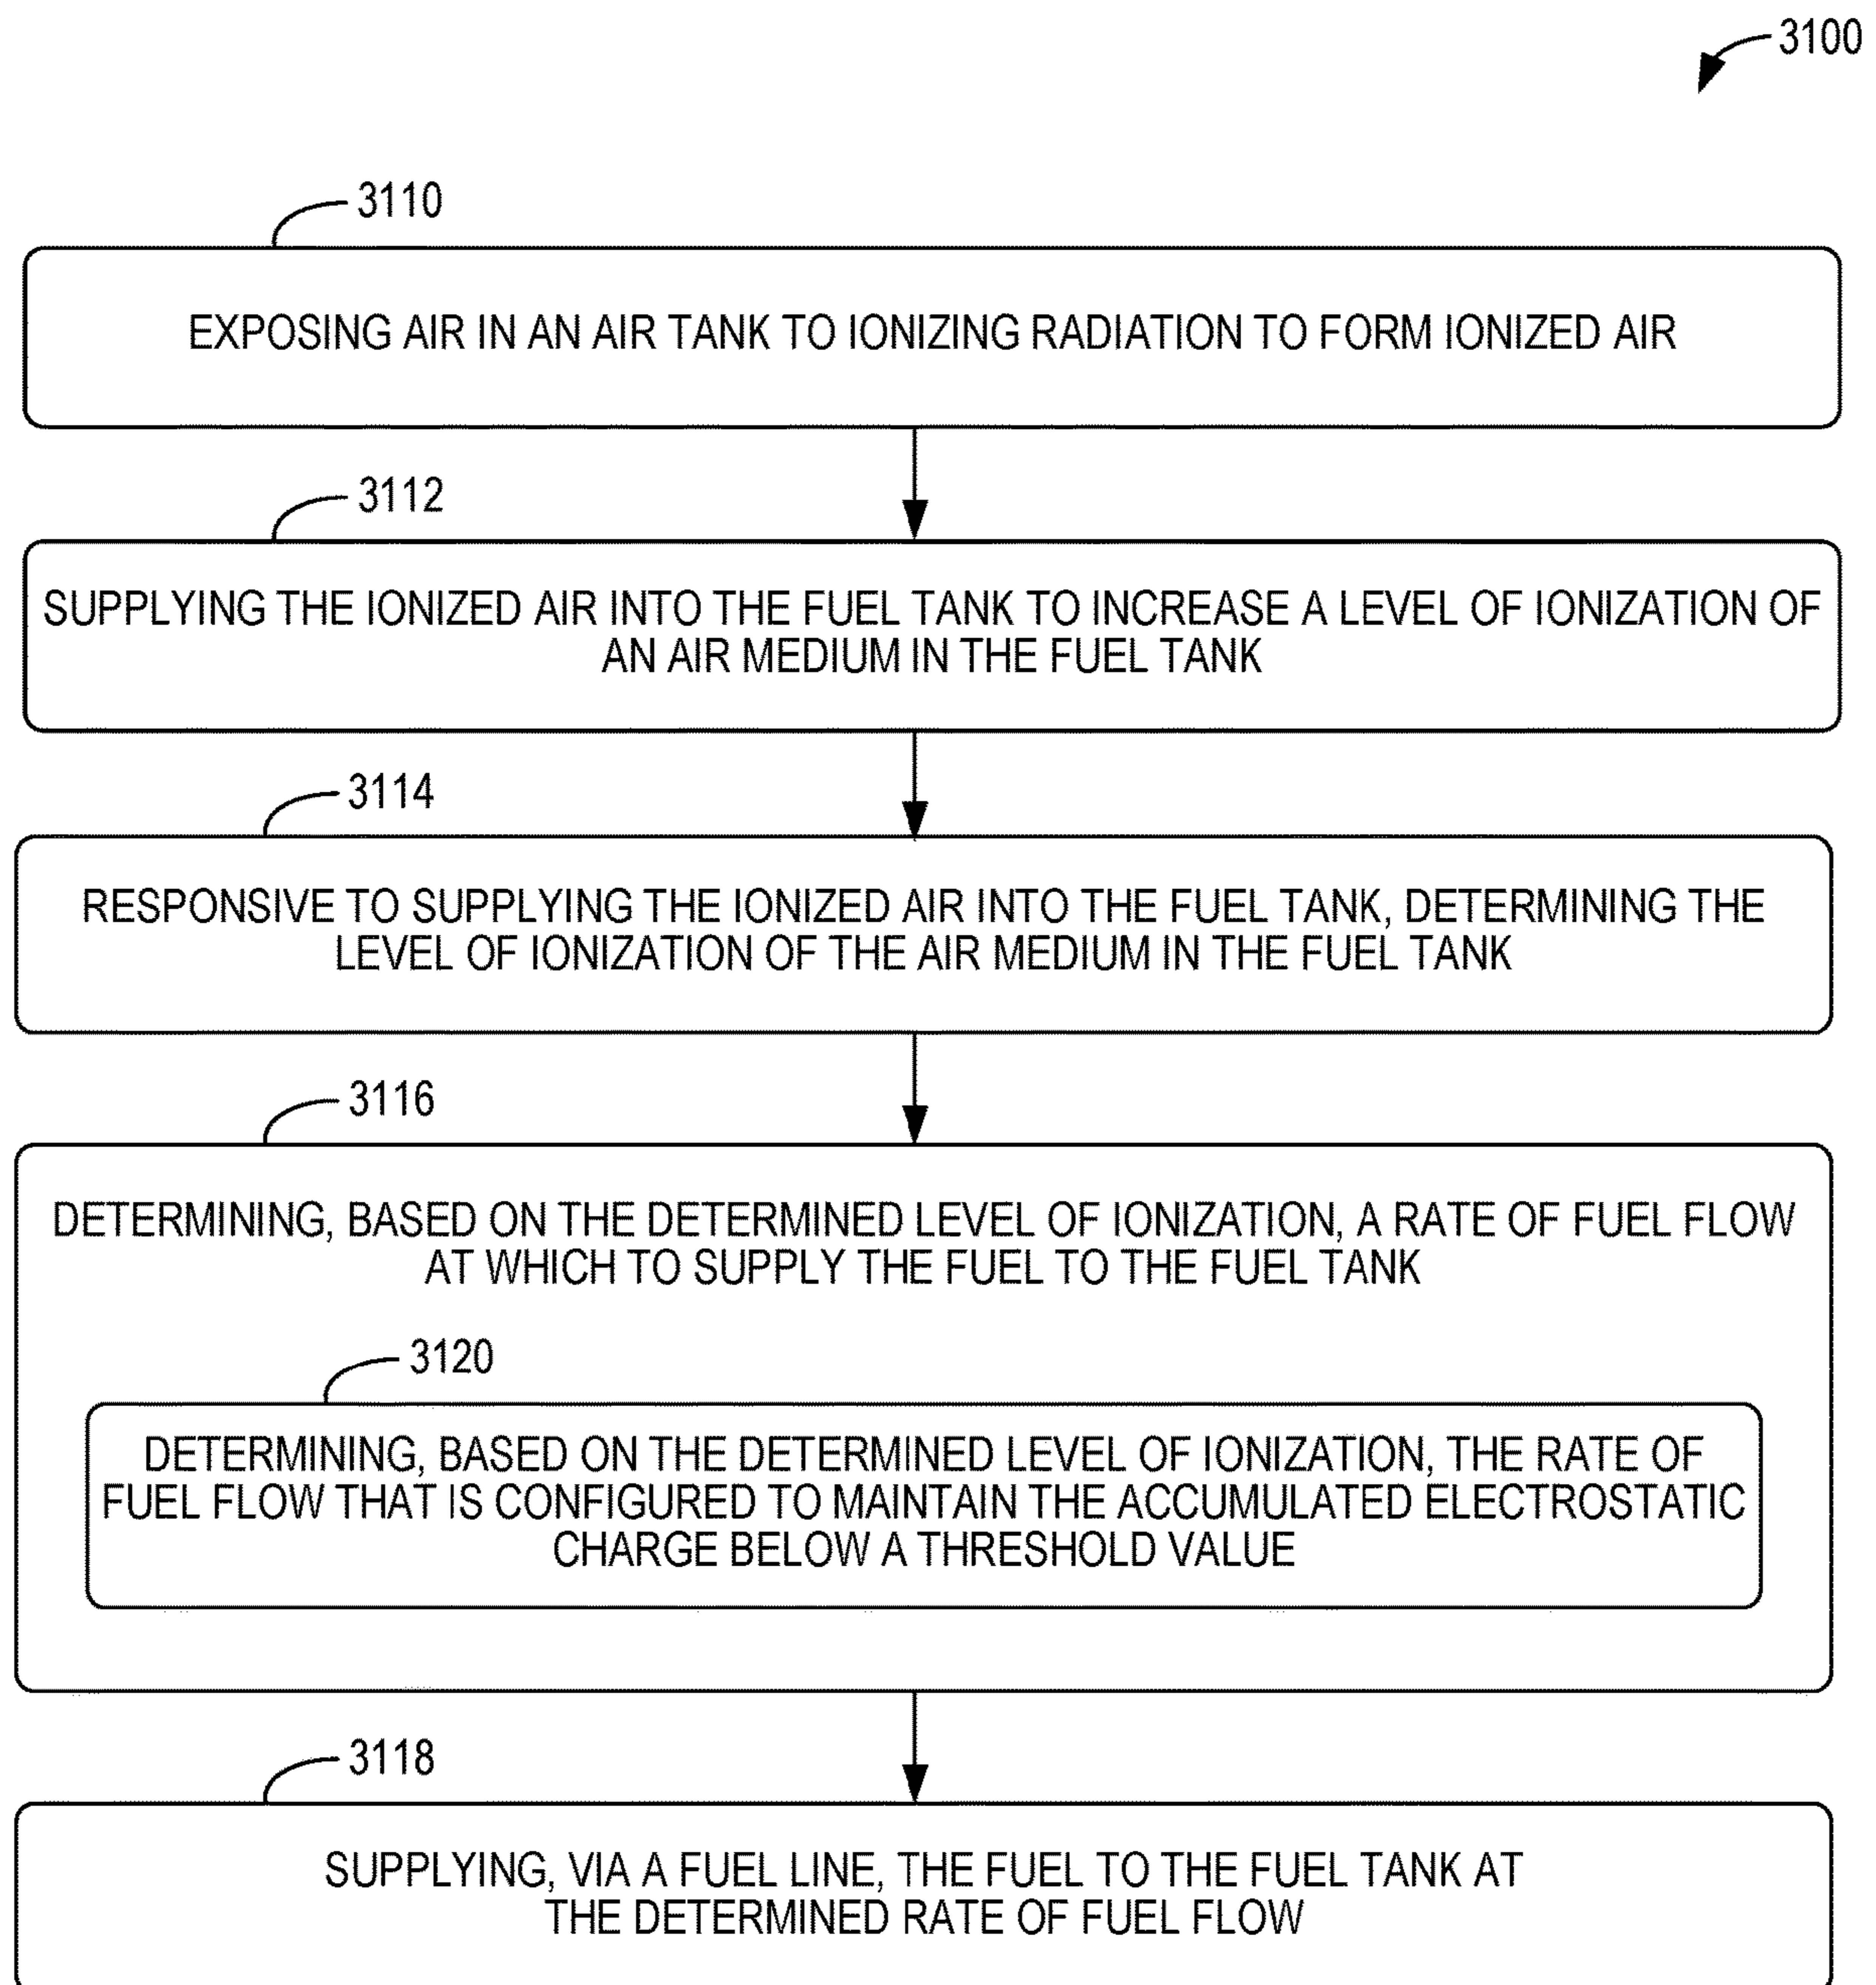 3100
3110
EXPOSING AIR IN AN AIR TANK TO IONIZING RADIATION TO FORM IONIZED AIR
3112
SUPPLYING THE IONIZED AIR INTO THE FUEL TANK TO INCREASE A LEVEL OF IONIZATION OF
AN AIR MEDIUM IN THE FUEL TANK
3114
RESPONSIVE TO SUPPLYING THE IONIZED AIR INTO THE FUEL TANK, DETERMINING THE
LEVEL OF IONIZATION OF THE AIR MEDIUM IN THE FUEL TANK
3116
DETERMINING, BASED ON THE DETERMINED LEVEL OF IONIZATION, A RATE OF FUEL FLOW
AT WHICH TO SUPPLY THE FUEL TO THE FUEL TANK
3120
DETERMINING, BASED ON THE DETERMINED LEVEL OF IONIZATION, THE RATE OF
FUEL FLOW THAT IS CONFIGURED TO MAINTAIN THE ACCUMULATED ELECTROSTATIC
CHARGE BELOW A THRESHOLD VALUE
3118
SUPPLYING, VIA A FUEL LINE, THE FUEL TO THE FUEL TANK AT
THE DETERMINED RATE OF FUEL FLOW